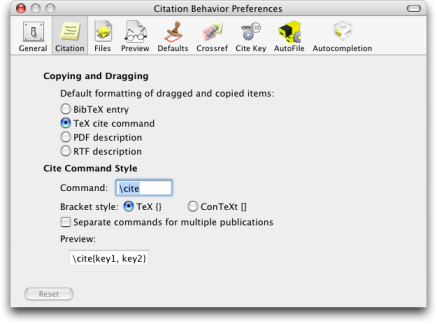 Citation Behavior Preferences
General Citation Files Preview Defaults Crossref Cite Key AutoFile Autocompletion
Copying and Dragging
Default formatting of dragged and copied items:
BibTeX entry
TeX cite command
PDF description
RTF description
Cite Command Style
Command: \cite
Bracket style: TeX {} ConTeXt []
Separate commands for multiple publications
Preview:
\cite{key1, key2}
Reset